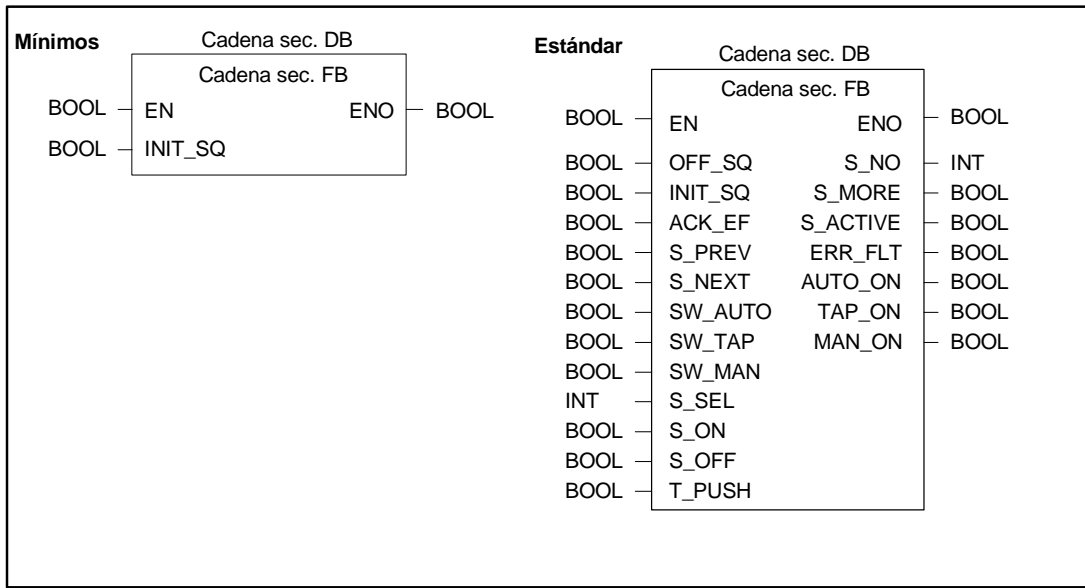 Mínimos
Cadena sec. DB
Cadena sec. FB
BOOL EN ENO BOOL
BOOL INIT_SQ
Estándar
Cadena sec. DB
Cadena sec. FB
BOOL EN ENO BOOL
BOOL OFF_SQ S_NO INT
BOOL INIT_SQ S_MORE BOOL
BOOL ACK_EF S_ACTIVE BOOL
BOOL S_PREV ERR_FLT BOOL
BOOL S_NEXT AUTO_ON BOOL
BOOL SW_AUTO TAP_ON BOOL
BOOL SW_TAP MAN_ON BOOL
BOOL SW_MAN
INT S_SEL
BOOL S_ON
BOOL S_OFF
BOOL T_PUSH